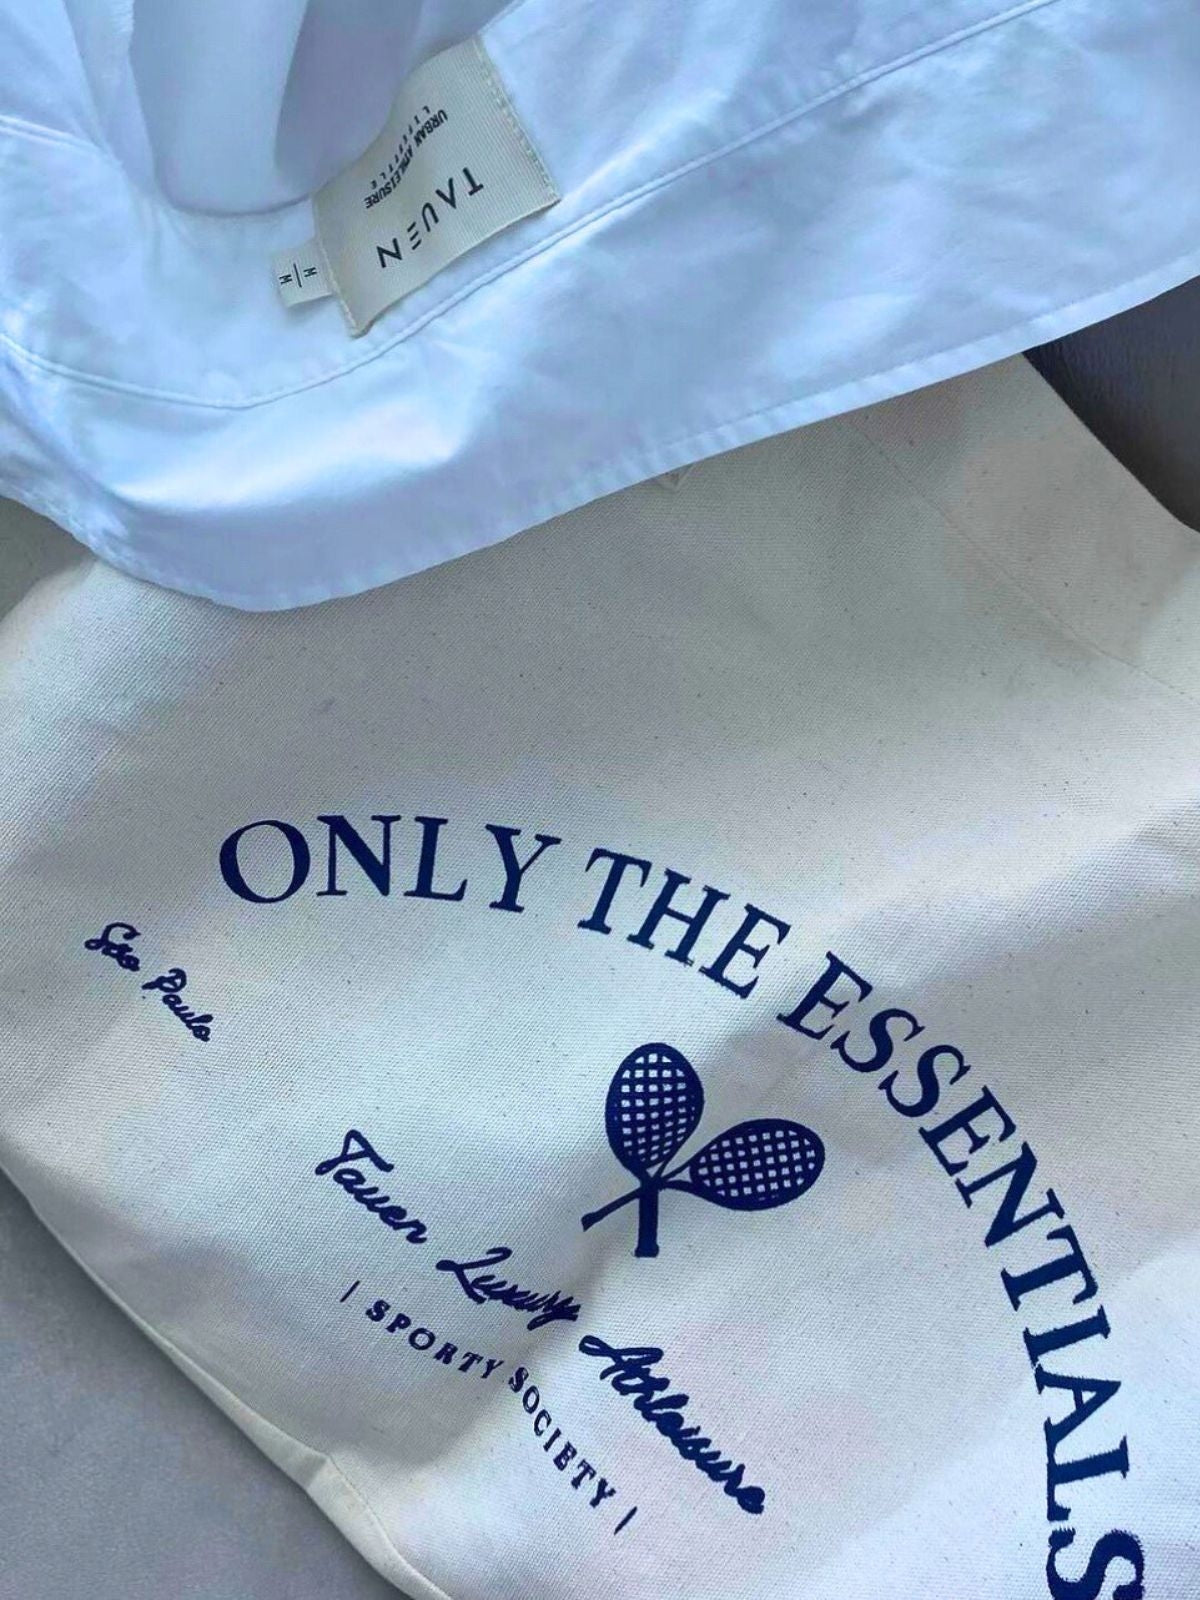 TAUEN
URBAN ATHLEISURE
M
M
ONLY THE ESSENTIALS
São Paulo
Tauen Luxury Athleisure
| SPORTY SOCIETY |